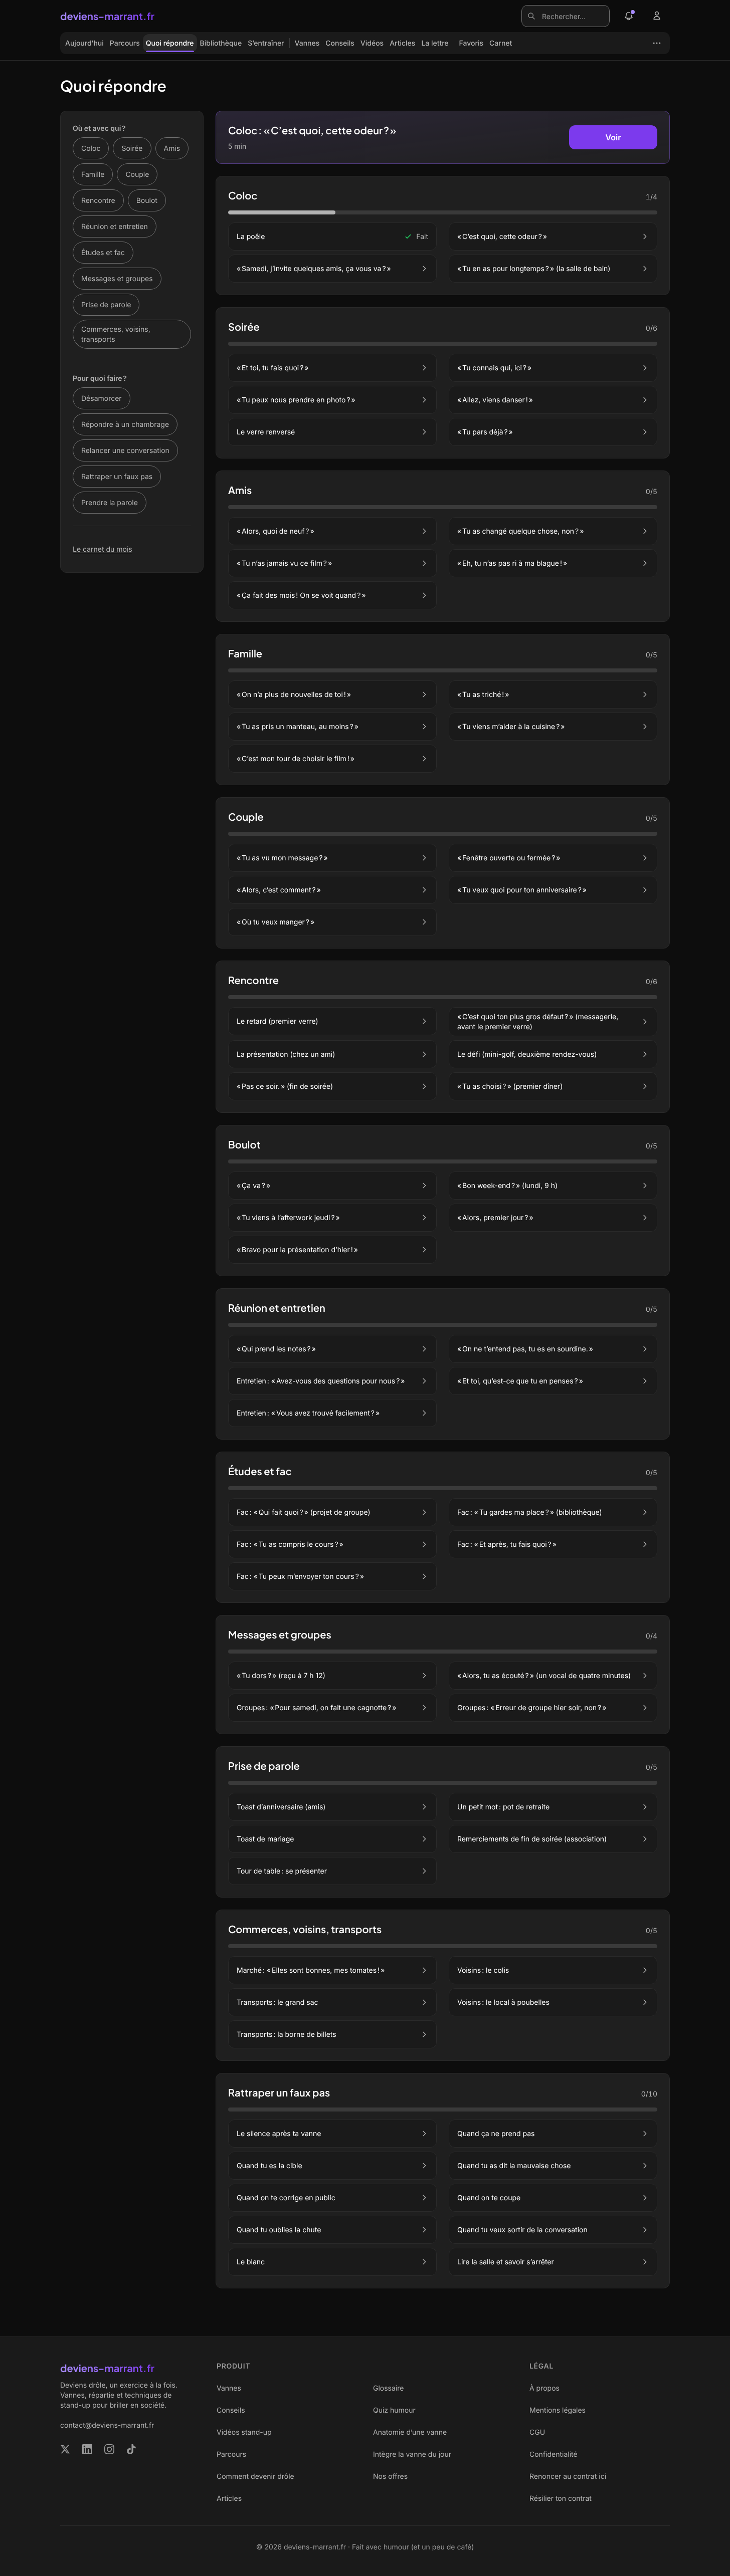 deviens-marrant.fr
Rechercher...
Aujourd'hui Parcours Quoi répondre Bibliothèque S'entraîner Vannes Conseils Vidéos Articles La lettre Favoris Carnet
Quoi répondre
Où et avec qui ?
Coloc Soirée Amis
Famille Couple
Rencontre Boulot
Réunion et entretien
Études et fac
Messages et groupes
Prise de parole
Commerces, voisins,
transports
Pour quoi faire ?
Désamorcer
Répondre à un chambrage
Relancer une conversation
Rattraper un faux pas
Prendre la parole
Le carnet du mois
Coloc : « C'est quoi, cette odeur ? »
5 min
Voir
Coloc 1/4
La poêle Fait
« C'est quoi, cette odeur ? »
« Samedi, j'invite quelques amis, ça vous va ? »
« Tu en as pour longtemps ? » (la salle de bain)
Soirée 0/6
« Et toi, tu fais quoi ? »
« Tu connais qui, ici ? »
« Tu peux nous prendre en photo ? »
« Allez, viens danser ! »
Le verre renversé
« Tu pars déjà ? »
Amis 0/5
« Alors, quoi de neuf ? »
« Tu as changé quelque chose, non ? »
« Tu n'as jamais vu ce film ? »
« Eh, tu n'as pas ri à ma blague ! »
« Ça fait des mois ! On se voit quand ? »
Famille 0/5
« On n'a plus de nouvelles de toi ! »
« Tu as triché ! »
« Tu as pris un manteau, au moins ? »
« Tu viens m'aider à la cuisine ? »
« C'est mon tour de choisir le film ! »
Couple 0/5
« Tu as vu mon message ? »
« Fenêtre ouverte ou fermée ? »
« Alors, c'est comment ? »
« Tu veux quoi pour ton anniversaire ? »
« Où tu veux manger ? »
Rencontre 0/6
Le retard (premier verre)
« C'est quoi ton plus gros défaut ? » (messagerie,
avant le premier verre)
La présentation (chez un ami)
Le défi (mini-golf, deuxième rendez-vous)
« Pas ce soir. » (fin de soirée)
« Tu as choisi ? » (premier dîner)
Boulot 0/5
« Ça va ? »
« Bon week-end ? » (lundi, 9 h)
« Tu viens à l'afterwork jeudi ? »
« Alors, premier jour ? »
« Bravo pour la présentation d'hier ! »
Réunion et entretien 0/5
« Qui prend les notes ? »
« On ne t'entend pas, tu es en sourdine. »
Entretien : « Avez-vous des questions pour nous ? »
« Et toi, qu'est-ce que tu en penses ? »
Entretien : « Vous avez trouvé facilement ? »
Études et fac 0/5
Fac : « Qui fait quoi ? » (projet de groupe)
Fac : « Tu gardes ma place ? » (bibliothèque)
Fac : « Tu as compris le cours ? »
Fac : « Et après, tu fais quoi ? »
Fac : « Tu peux m'envoyer ton cours ? »
Messages et groupes 0/4
« Tu dors ? » (reçu à 7 h 12)
« Alors, tu as écouté ? » (un vocal de quatre minutes)
Groupes : « Pour samedi, on fait une cagnotte ? »
Groupes : « Erreur de groupe hier soir, non ? »
Prise de parole 0/5
Toast d'anniversaire (amis)
Un petit mot : pot de retraite
Toast de mariage
Remerciements de fin de soirée (association)
Tour de table : se présenter
Commerces, voisins, transports 0/5
Marché : « Elles sont bonnes, mes tomates ! »
Voisins : le colis
Transports : le grand sac
Voisins : le local à poubelles
Transports : la borne de billets
Rattraper un faux pas 0/10
Le silence après ta vanne
Quand ça ne prend pas
Quand tu es la cible
Quand tu as dit la mauvaise chose
Quand on te corrige en public
Quand on te coupe
Quand tu oublies la chute
Quand tu veux sortir de la conversation
Le blanc
Lire la salle et savoir s'arrêter
deviens-marrant.fr
Deviens drôle, un exercice à la fois.
Vannes, répartie et techniques de
stand-up pour briller en société.
contact@deviens-marrant.fr
PRODUIT
Vannes
Conseils
Vidéos stand-up
Parcours
Comment devenir drôle
Articles
Glossaire
Quiz humour
Anatomie d'une vanne
Intègre la vanne du jour
Nos offres
LÉGAL
À propos
Mentions légales
CGU
Confidentialité
Renoncer au contrat ici
Résilier ton contrat
© 2026 deviens-marrant.fr · Fait avec humour (et un peu de café)